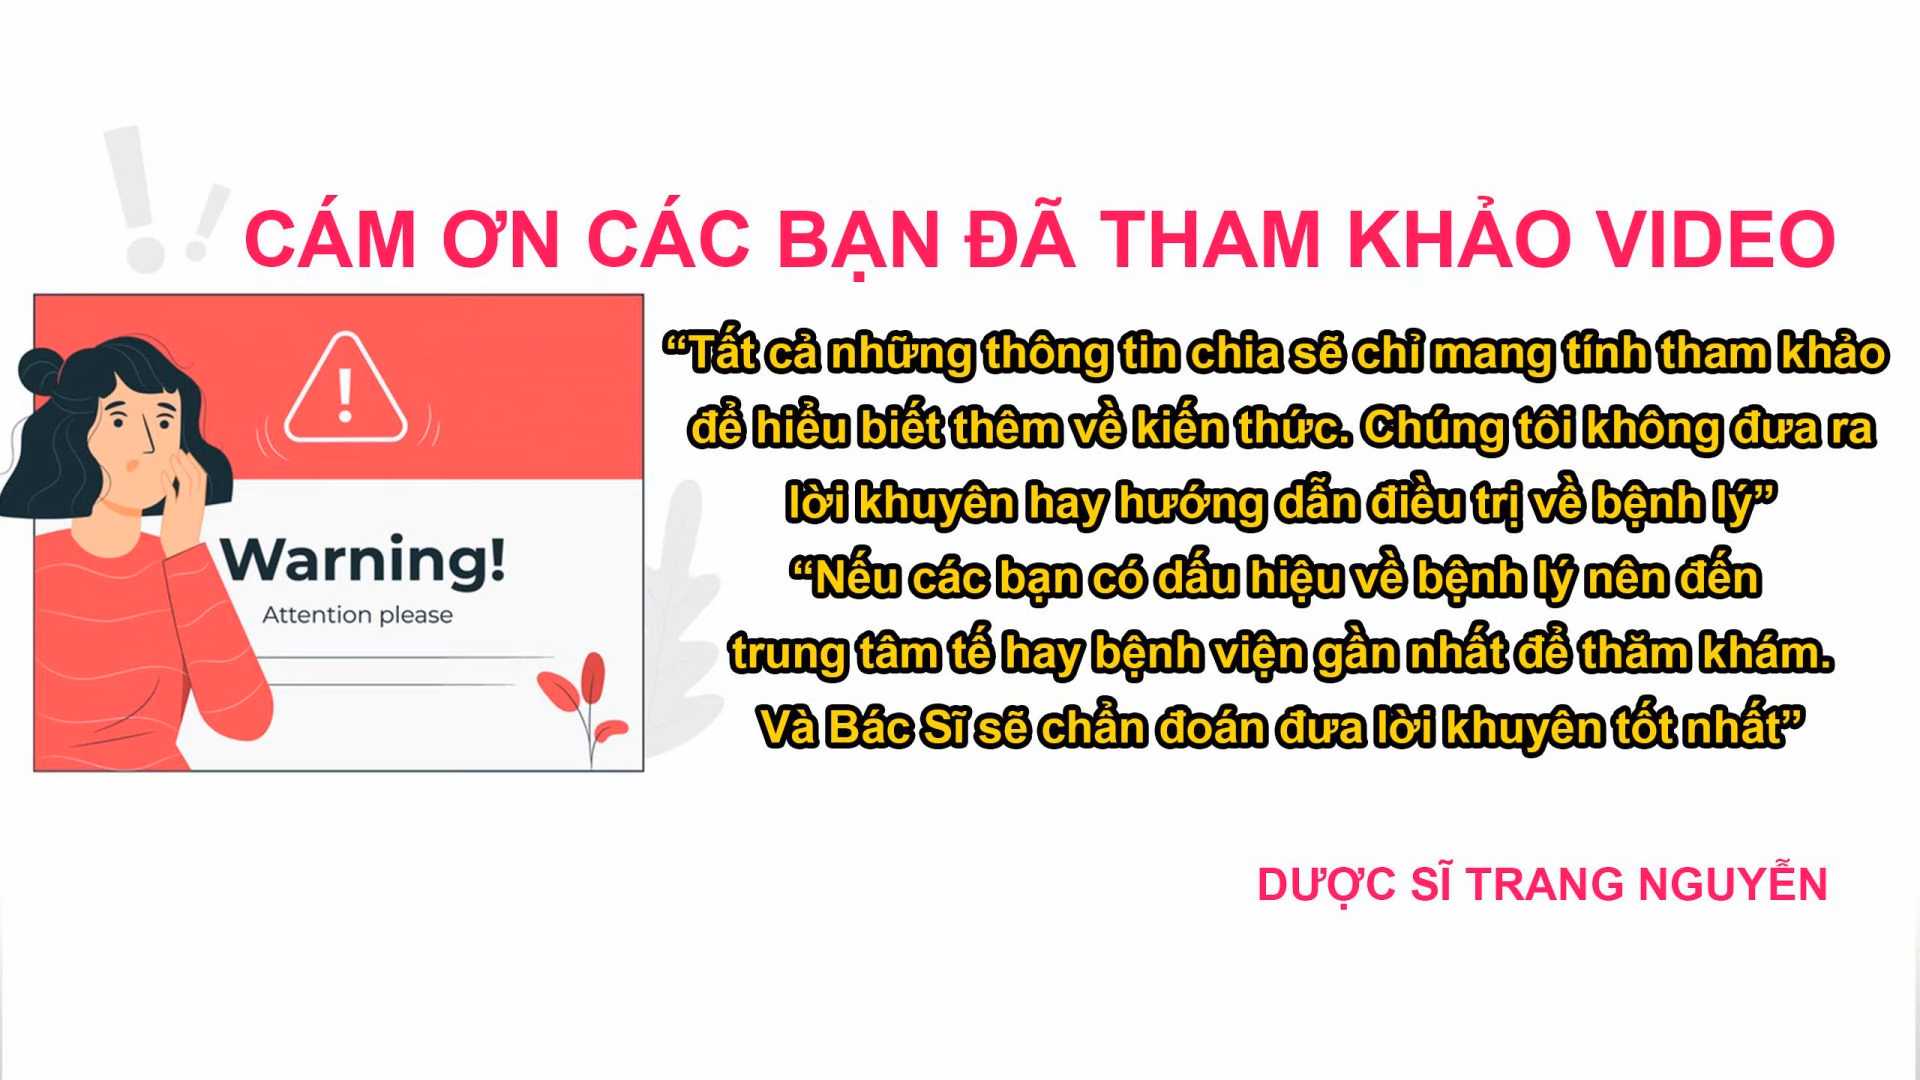 CÁM ƠN CÁC BẠN ĐÃ THAM KHẢO VIDEO
“Tất cả những thông tin chia sẽ chỉ mang tính tham khảo
để hiểu biết thêm về kiến thức. Chúng tôi không đưa ra
lời khuyên hay hướng dẫn điều trị về bệnh lý”
“Nếu các bạn có dấu hiệu về bệnh lý nên đến
trung tâm tế hay bệnh viện gần nhất để thăm khám.
Và Bác Sĩ sẽ chẩn đoán đưa lời khuyên tốt nhất”
Warning!
Attention please
DƯỢC SĨ TRANG NGUYỄN